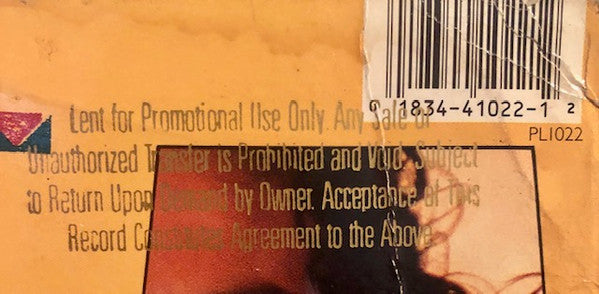 0 1834-41022-1 2
PL1022
Lent for Promotional Use Only. Any Sale or
Unauthorized Transfer is Prohibited and Void. Subject
to Return Upon Demand by Owner. Acceptance of This
Record Constitutes Agreement to the Above.